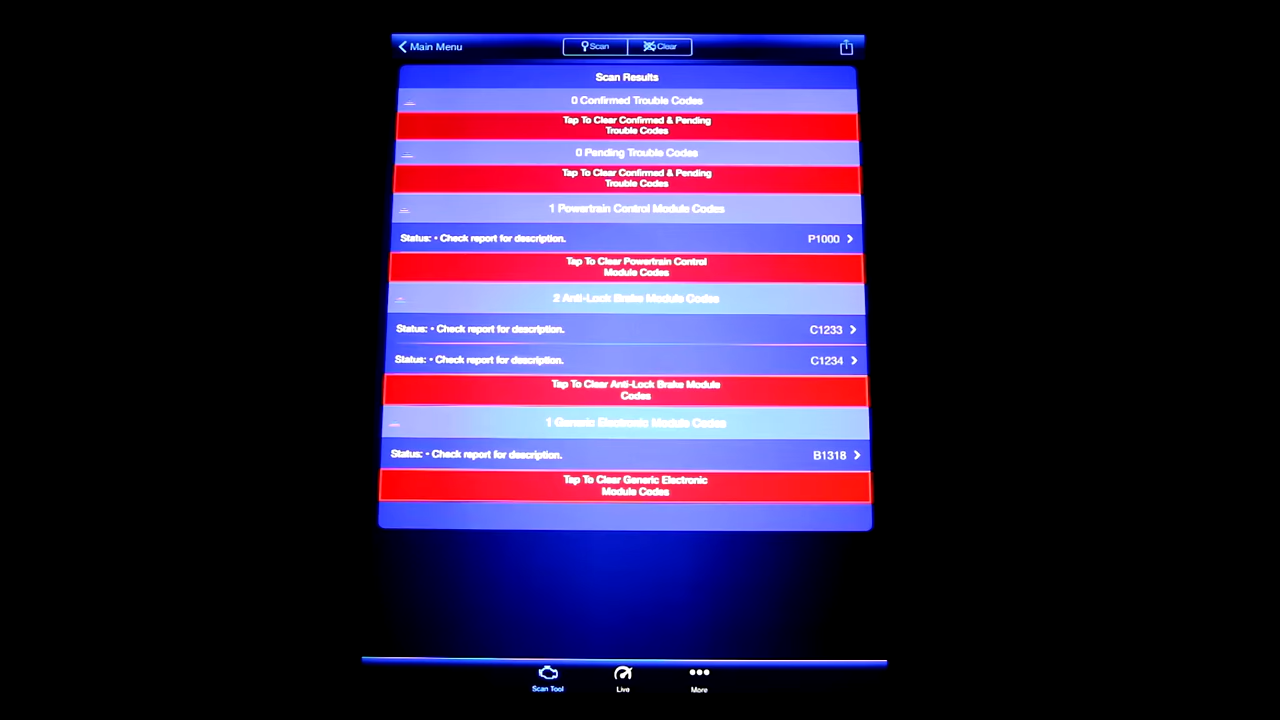 Main Menu
Scan
Clear
Scan Results
0 Confirmed Trouble Codes
Tap To Clear Confirmed & Pending
Trouble Codes
0 Pending Trouble Codes
Tap To Clear Confirmed & Pending
Trouble Codes
1 Powertrain Control Module Codes
Status: • Check report for description. P1000
Tap To Clear Powertrain Control
Module Codes
2 Anti-Lock Brake Module Codes
Status: • Check report for description. C1233
Status: • Check report for description. C1234
Tap To Clear Anti-Lock Brake Module
Codes
1 Generic Electronic Module Codes
Status: • Check report for description. B1318
Tap To Clear Generic Electronic
Module Codes
Scan Tool
Live
More